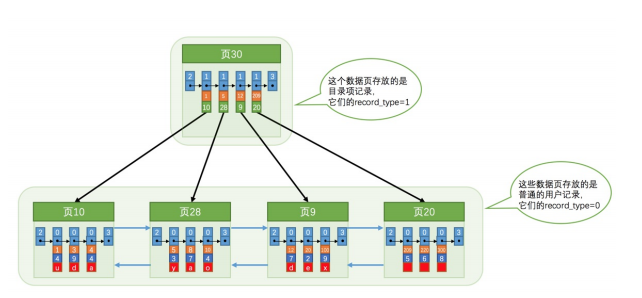 页30
2 1 1 1 1 3
1 5 12 209
10 28 9 20
这个数据页存放的是
目录项记录,
它们的record_type=1
这些数据页存放的是
普通的用户记录,
它们的record_type=0
页10
2 0 0 0 3
1 3 4
4 9 4
u d a
页28
2 0 0 0 3
5 8 10
3 7 4
y a o
页9
2 0 0 0 3
12 20 100
7 2 9
d e x
页20
2 0 0 0 3
209 220 300
5 6 8